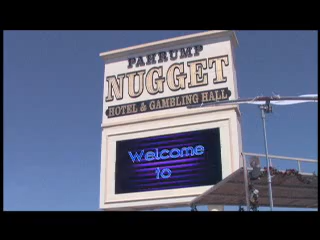 PAHRUMP
NUGGET
HOTEL & GAMBLING HALL
Welcome
to